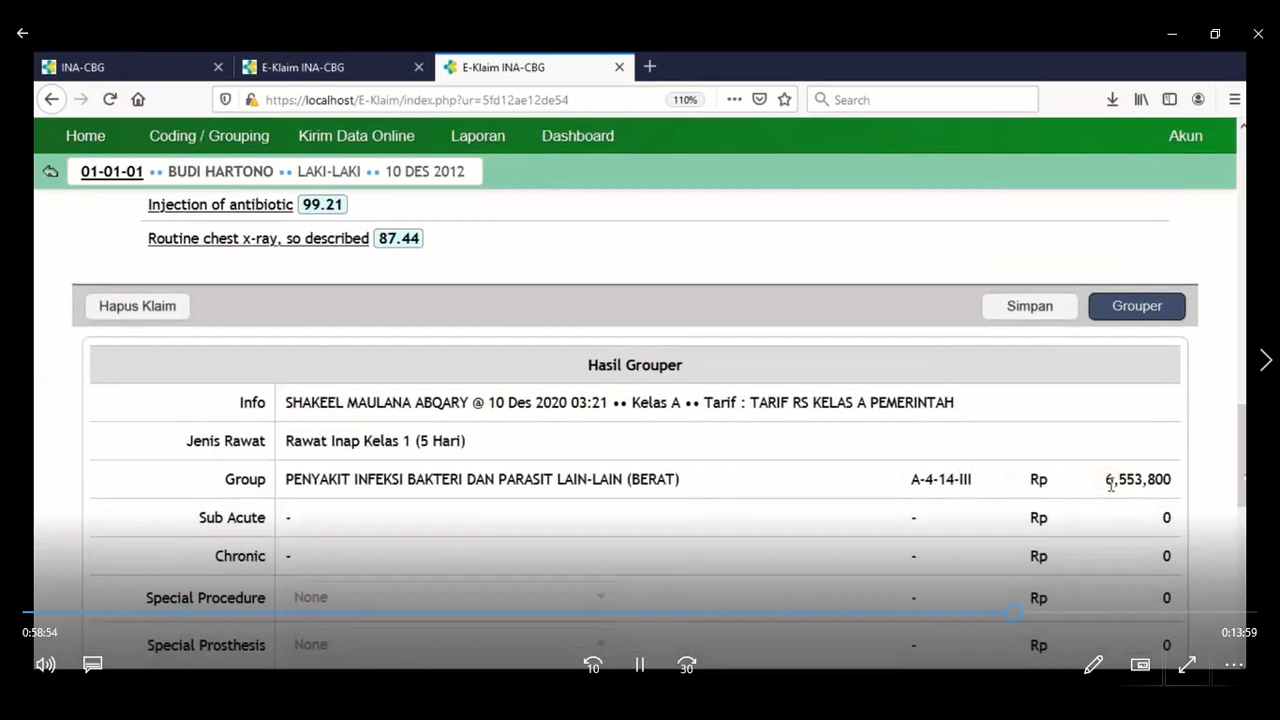 INA-CBG
E-Klaim INA-CBG
E-Klaim INA-CBG
https://localhost/E-Klaim/index.php?ur=5fd12ae12de54
110%
Search
Home Coding / Grouping Kirim Data Online Laporan Dashboard Akun
01-01-01 •• BUDI HARTONO •• LAKI-LAKI •• 10 DES 2012
Injection of antibiotic 99.21
Routine chest x-ray, so described 87.44
Hapus Klaim Simpan Grouper
Hasil Grouper
Info SHAKEEL MAULANA ABQARY @ 10 Des 2020 03:21 •• Kelas A •• Tarif : TARIF RS KELAS A PEMERINTAH
Jenis Rawat Rawat Inap Kelas 1 (5 Hari)
Group PENYAKIT INFEKSI BAKTERI DAN PARASIT LAIN-LAIN (BERAT) A-4-14-III Rp 6,553,800
Sub Acute - - Rp 0
Chronic - - Rp 0
Special Procedure None - Rp 0
Special Prosthesis None - Rp 0
0:58:54 0:13:59
10 30